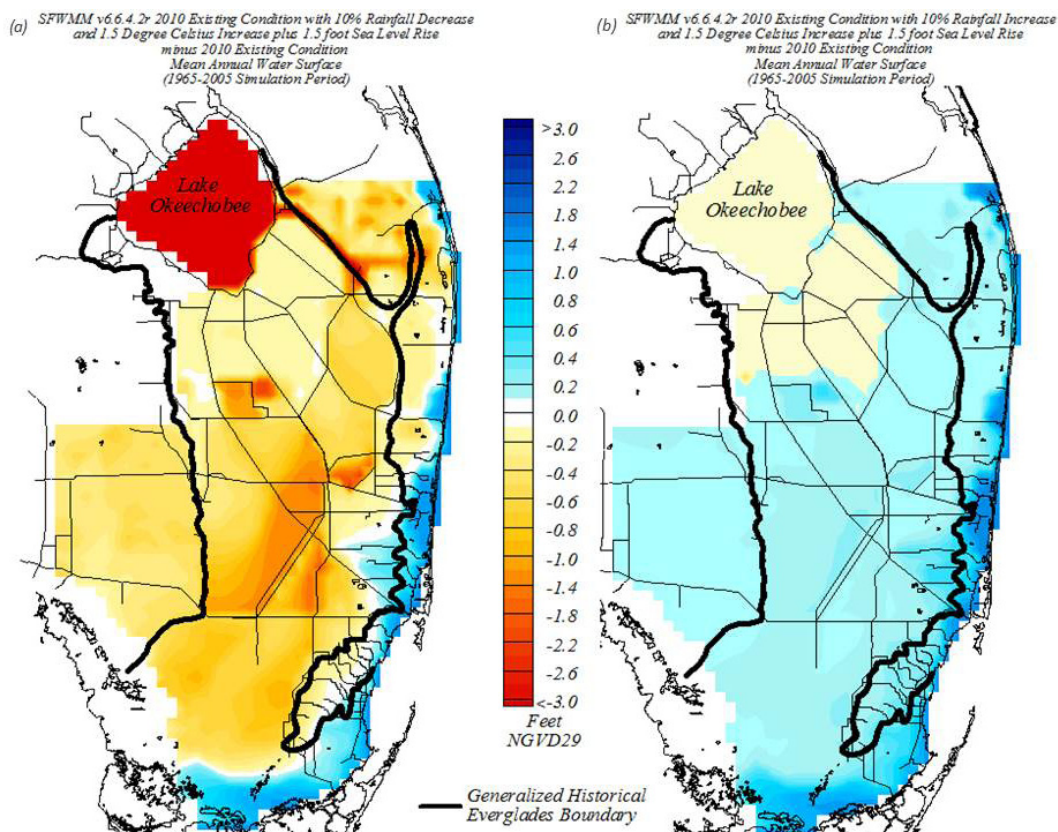 (a)
SFWMM v6.6.4.2r 2010 Existing Condition with 10% Rainfall Decrease
and 1.5 Degree Celsius Increase plus 1.5 foot Sea Level Rise
minus 2010 Existing Condition
Mean Annual Water Surface
(1965-2005 Simulation Period)
(b)
SFWMM v6.6.4.2r 2010 Existing Condition with 10% Rainfall Increase
and 1.5 Degree Celsius Increase plus 1.5 foot Sea Level Rise
minus 2010 Existing Condition
Mean Annual Water Surface
(1965-2005 Simulation Period)
Lake
Okeechobee
>3.0
2.6
2.2
1.8
1.4
1.0
0.8
0.6
0.4
0.2
0.0
-0.2
-0.4
-0.6
-0.8
-1.0
-1.4
-1.8
-2.2
-2.6
<-3.0
Feet
NGVD29
Lake
Okeechobee
Generalized Historical
Everglades Boundary